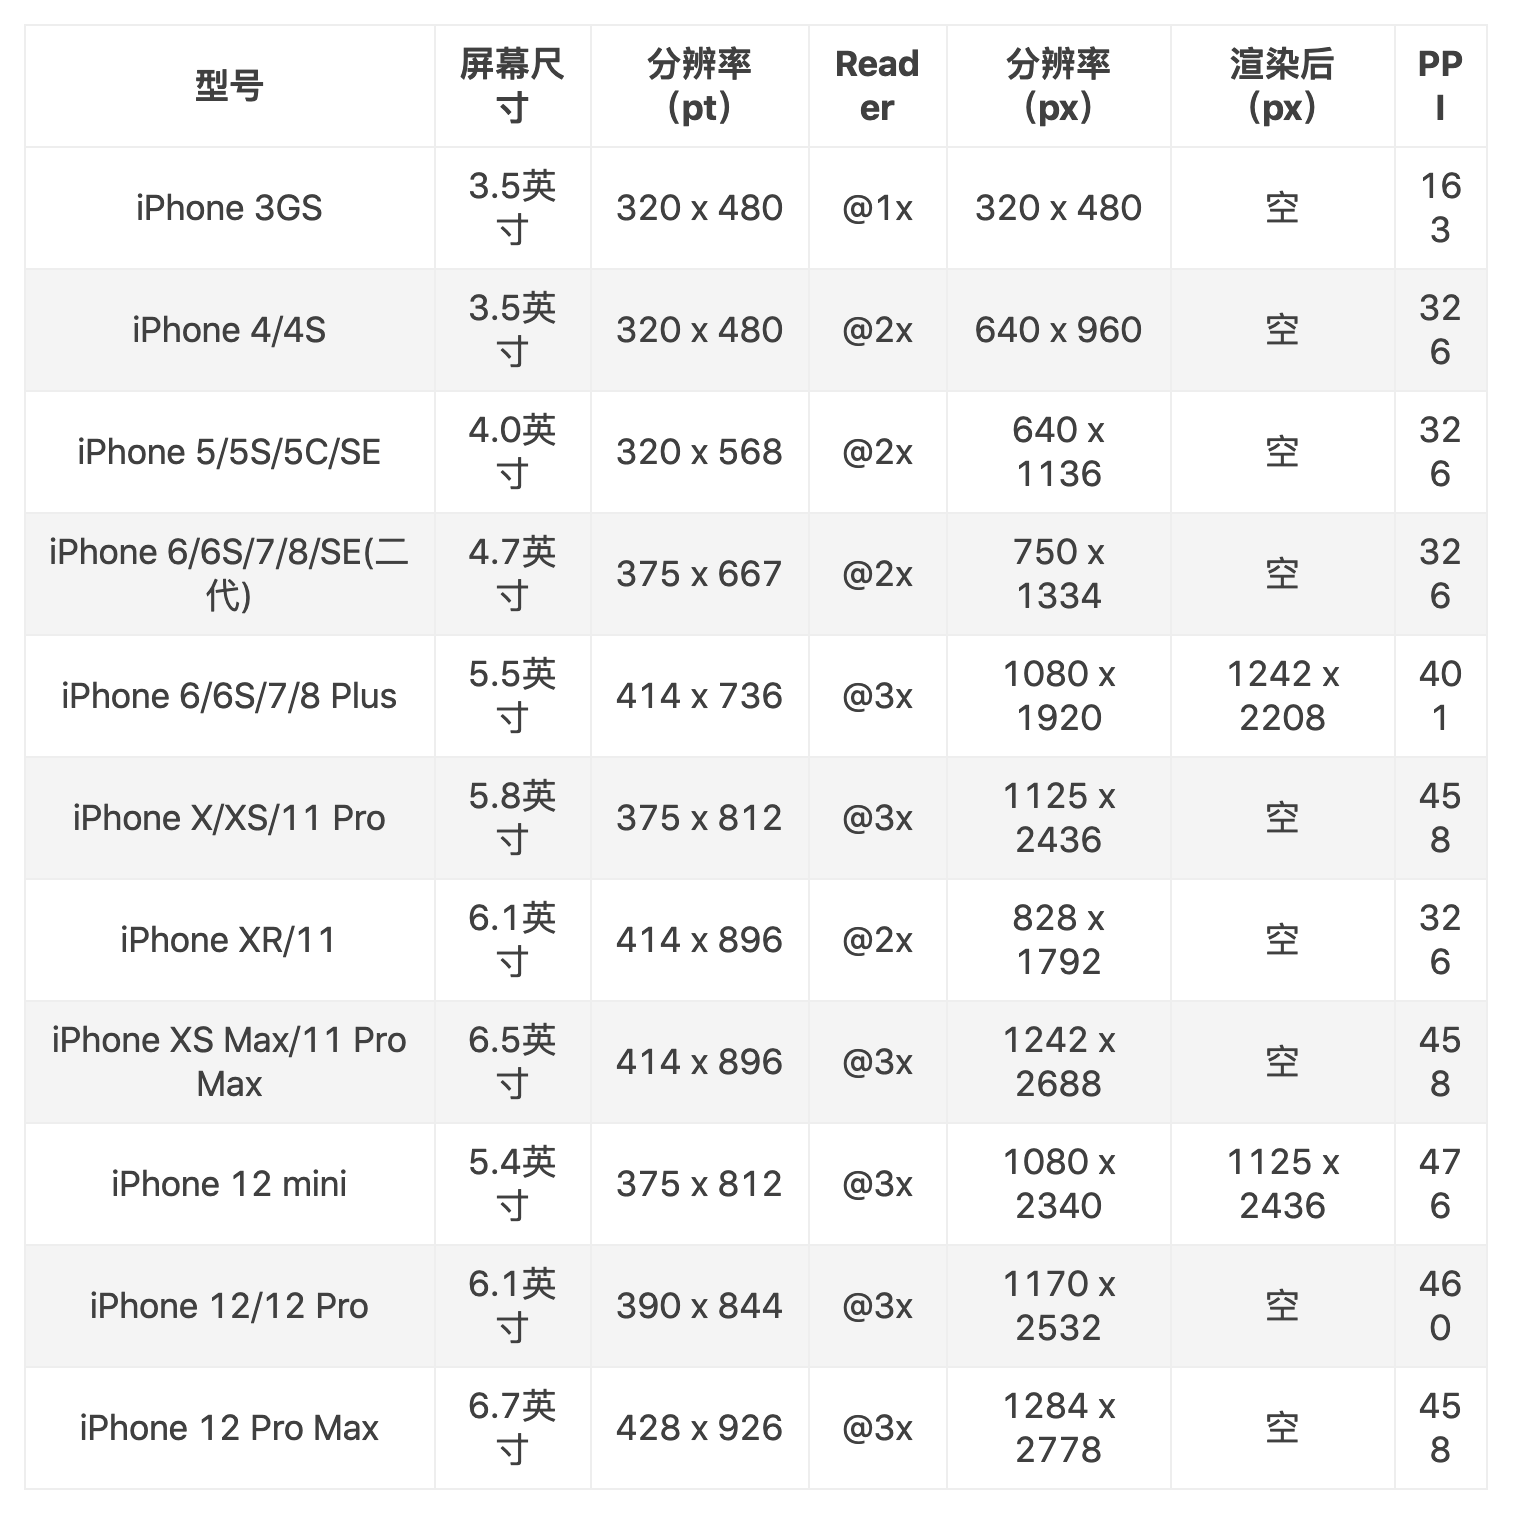 型号 屏幕尺寸 分辨率（pt） Reader 分辨率（px） 渲染后（px） PPI
iPhone 3GS 3.5英寸 320 x 480 @1x 320 x 480 空 163
iPhone 4/4S 3.5英寸 320 x 480 @2x 640 x 960 空 326
iPhone 5/5S/5C/SE 4.0英寸 320 x 568 @2x 640 x 1136 空 326
iPhone 6/6S/7/8/SE(二代) 4.7英寸 375 x 667 @2x 750 x 1334 空 326
iPhone 6/6S/7/8 Plus 5.5英寸 414 x 736 @3x 1080 x 1920 1242 x 2208 401
iPhone X/XS/11 Pro 5.8英寸 375 x 812 @3x 1125 x 2436 空 458
iPhone XR/11 6.1英寸 414 x 896 @2x 828 x 1792 空 326
iPhone XS Max/11 Pro Max 6.5英寸 414 x 896 @3x 1242 x 2688 空 458
iPhone 12 mini 5.4英寸 375 x 812 @3x 1080 x 2340 1125 x 2436 476
iPhone 12/12 Pro 6.1英寸 390 x 844 @3x 1170 x 2532 空 460
iPhone 12 Pro Max 6.7英寸 428 x 926 @3x 1284 x 2778 空 458